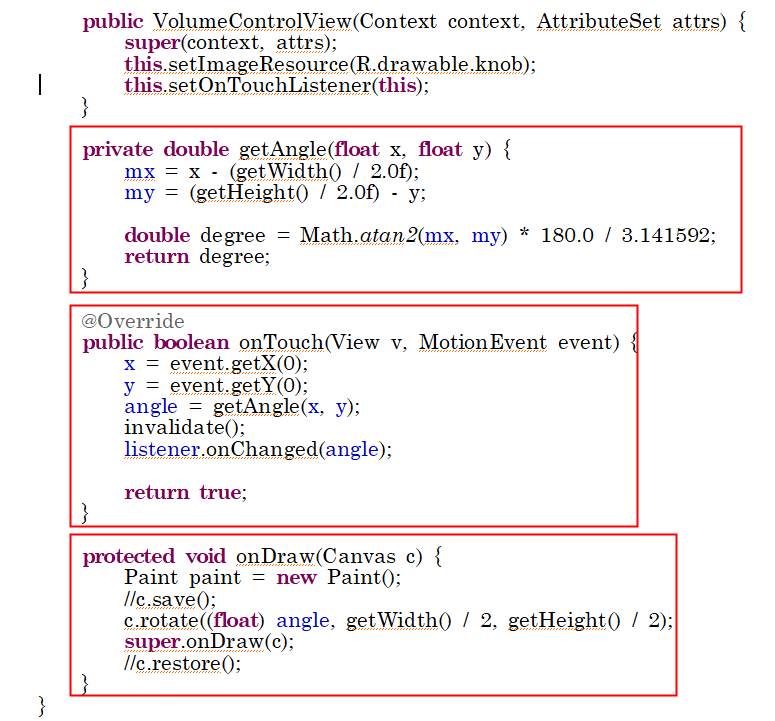 public VolumeControlView(Context context, AttributeSet attrs) {
super(context, attrs);
this.setImageResource(R.drawable.knob);
this.setOnTouchListener(this);
}
private double getAngle(float x, float y) {
mx = x - (getWidth() / 2.0f);
my = (getHeight() / 2.0f) - y;
double degree = Math.atan2(mx, my) * 180.0 / 3.141592;
return degree;
}
@Override
public boolean onTouch(View v, MotionEvent event) {
x = event.getX(0);
y = event.getY(0);
angle = getAngle(x, y);
invalidate();
listener.onChanged(angle);
return true;
}
protected void onDraw(Canvas c) {
Paint paint = new Paint();
//c.save();
c.rotate((float) angle, getWidth() / 2, getHeight() / 2);
super.onDraw(c);
//c.restore();
}
}